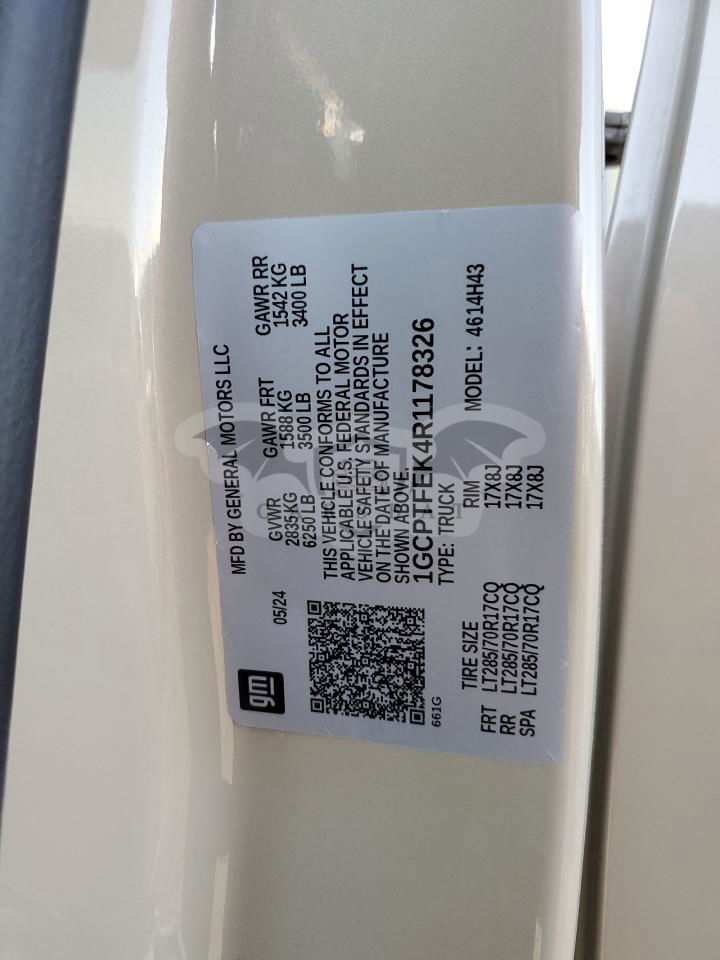 MFD BY GENERAL MOTORS LLC
gm
05/24
GVWR GAWR FRT GAWR RR
2835 KG 1588 KG 1542 KG
6250 LB 3500 LB 3400 LB
THIS VEHICLE CONFORMS TO ALL
APPLICABLE U.S. FEDERAL MOTOR
VEHICLE SAFETY STANDARDS IN EFFECT
ON THE DATE OF MANUFACTURE
SHOWN ABOVE.
1GCPTFEK4R1178326
661G
TYPE: TRUCK MODEL: 4614H43
TIRE SIZE RIM
FRT LT285/70R17CQ 17X8J
RR LT285/70R17CQ 17X8J
SPA LT285/70R17CQ 17X8J